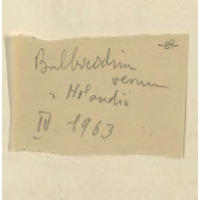 -89-
Bulbocodium
vernum
z Holandii
IV 1963